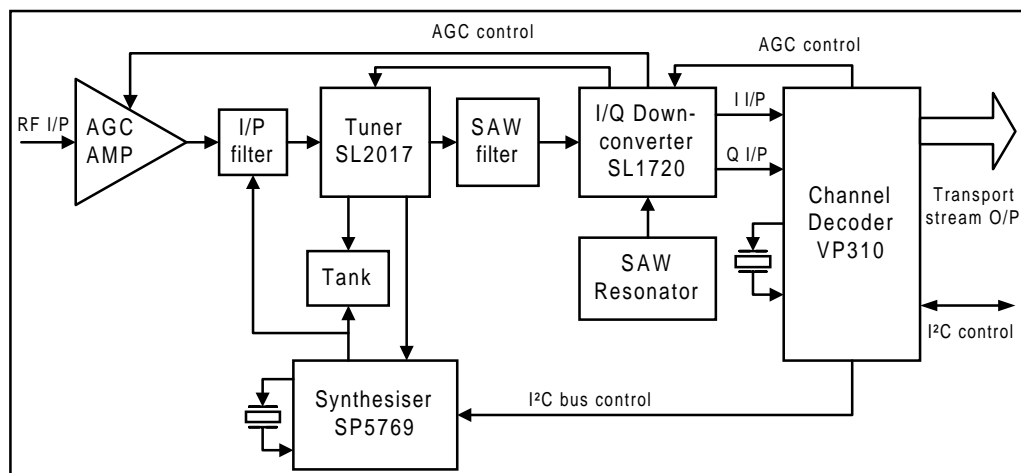 AGC control
AGC control
RF I/P
AGC
AMP
I/P
filter
Tuner
SL2017
SAW
filter
I/Q Down-
converter
SL1720
I I/P
Q I/P
Channel
Decoder
VP310
Transport
stream O/P
Tank
SAW
Resonator
I²C control
Synthesiser
SP5769
I²C bus control